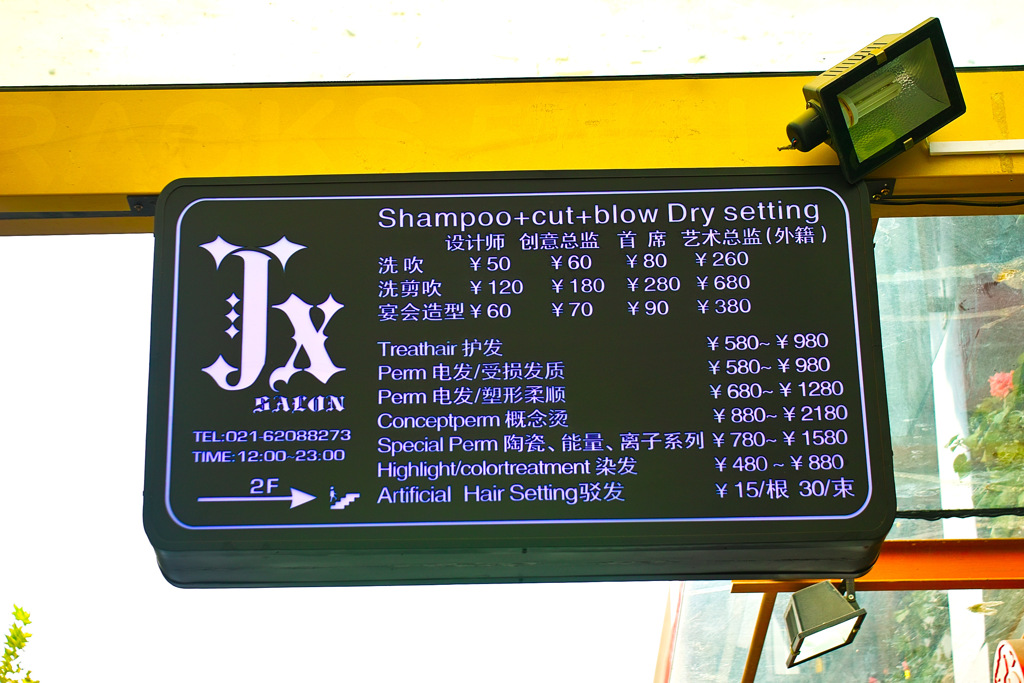 Jx
SALON
TEL:021-62088273
TIME:12:00~23:00
2F
Shampoo+cut+blow Dry setting
设计师 创意总监 首 席 艺术总监(外籍)
洗 吹 ¥50 ¥60 ¥80 ¥260
洗剪吹 ¥120 ¥180 ¥280 ¥680
宴会造型 ¥60 ¥70 ¥90 ¥380
Treathair 护发 ¥580~¥980
Perm 电发/受损发质 ¥580~¥980
Perm 电发/塑形柔顺 ¥680~¥1280
Conceptperm 概念烫 ¥880~¥2180
Special Perm 陶瓷、能量、离子系列 ¥780~¥1580
Highlight/colortreatment 染发 ¥480~¥880
Artificial Hair Setting驳发 ¥15/根 30/束